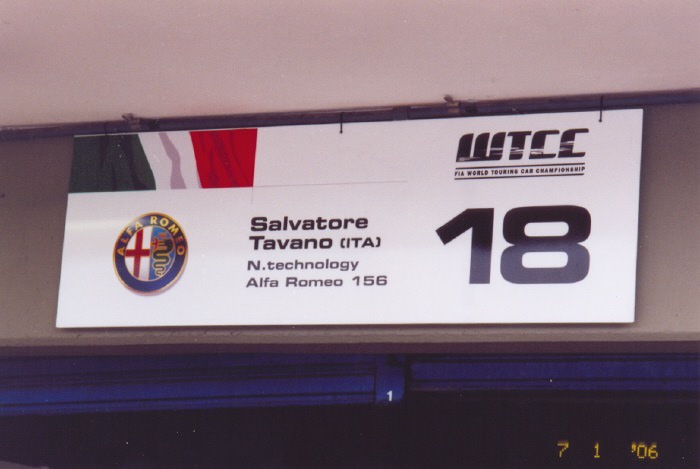 WTCC
FIA WORLD TOURING CAR CHAMPIONSHIP
ALFA ROMEO
Salvatore
Tavano (ITA)
18
N.technology
Alfa Romeo 156
1
7 1 '06